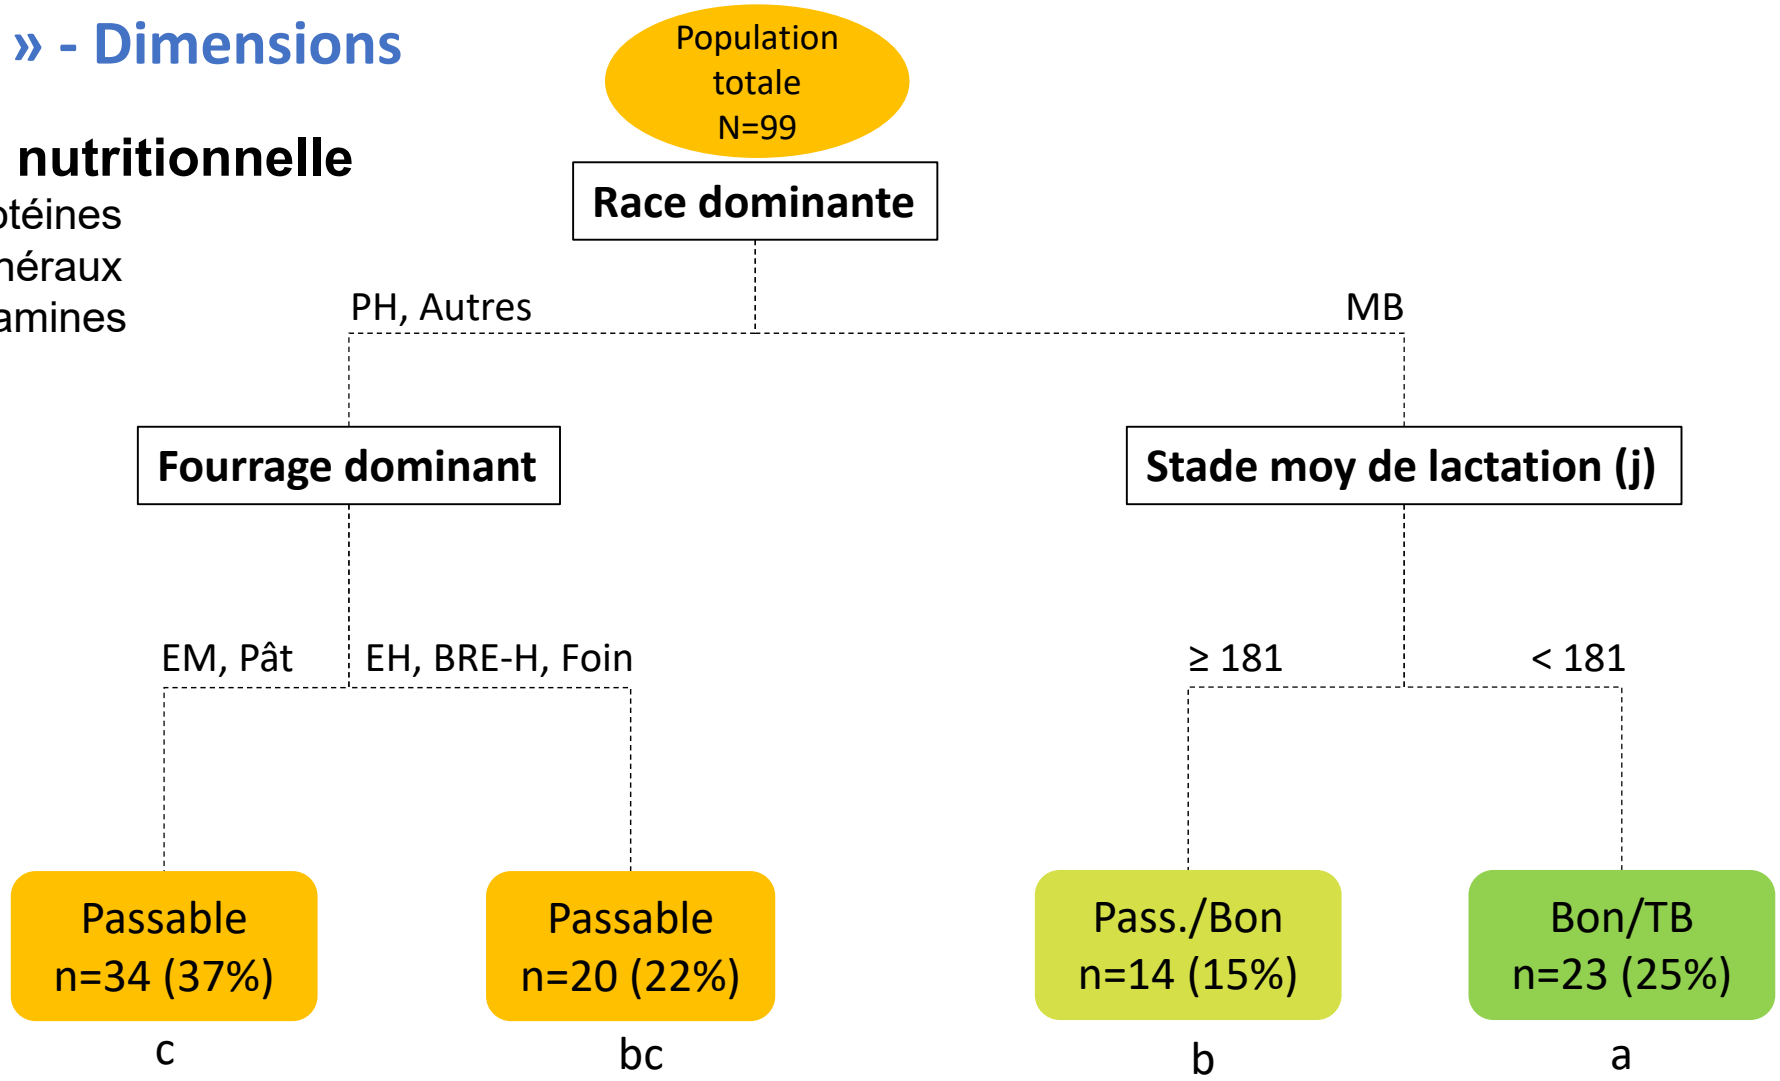 » - Dimensions
nutritionnelle
otéines
néraux
amines
Population
totale
N=99
Race dominante
PH, Autres
MB
Fourrage dominant
Stade moy de lactation (j)
EM, Pât
EH, BRE-H, Foin
≥ 181
< 181
Passable
n=34 (37%)
c
Passable
n=20 (22%)
bc
Pass./Bon
n=14 (15%)
b
Bon/TB
n=23 (25%)
a